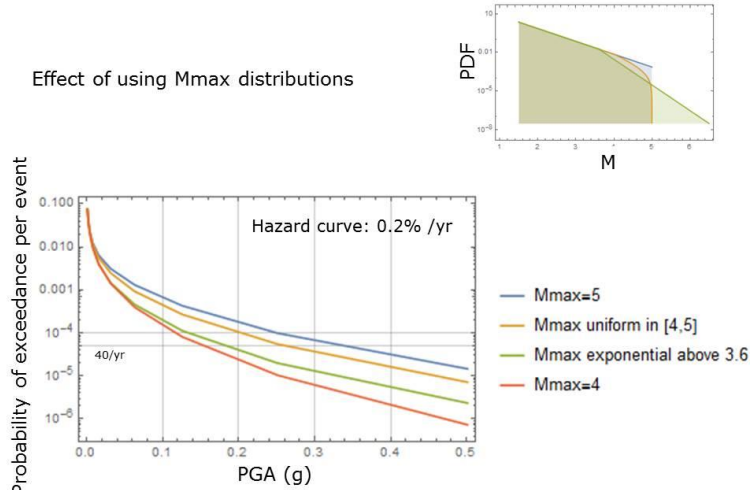 Effect of using Mmax distributions
PDF
10
0.01
10⁻⁵
1
2
3
5
6
M
Probability of exceedance per event
Hazard curve: 0.2% /yr
0.100
0.010
0.001
10⁻⁴
40/yr
10⁻⁵
10⁻⁶
0.0
0.1
0.2
0.3
0.4
0.5
PGA (g)
Mmax=5
Mmax uniform in [4,5]
Mmax exponential above 3.6
Mmax=4